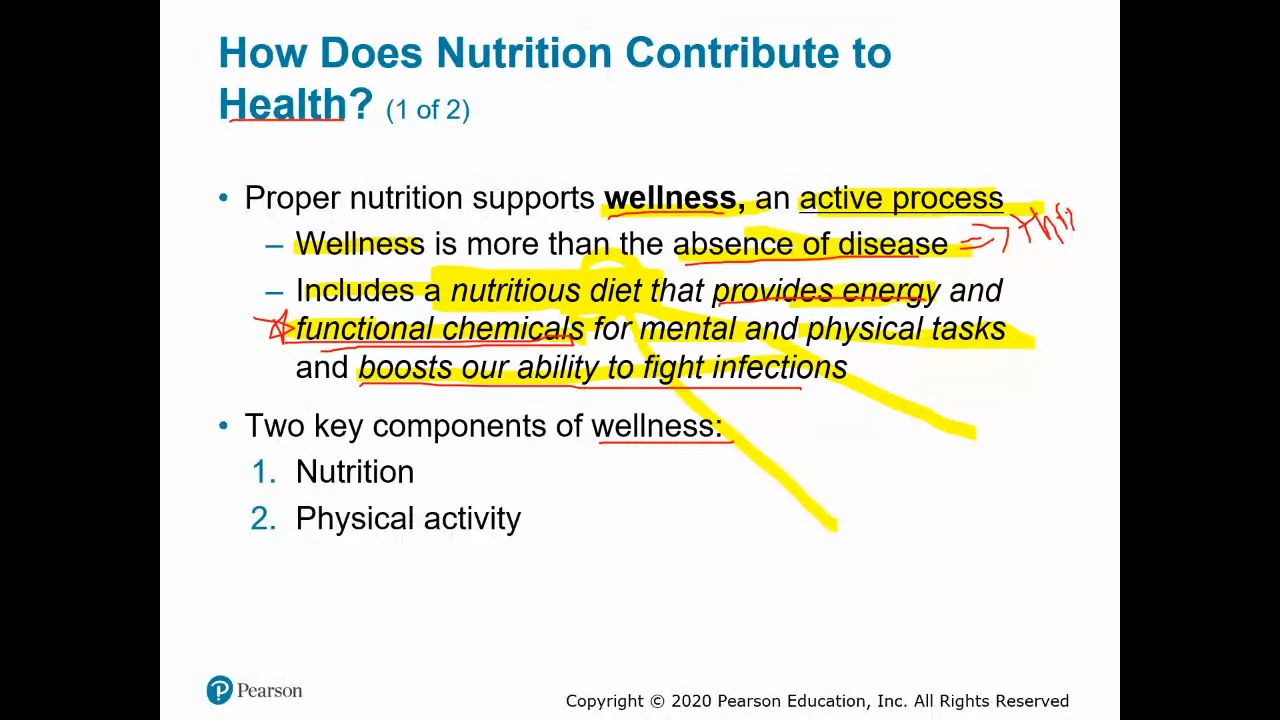 How Does Nutrition Contribute to
Health? (1 of 2)
• Proper nutrition supports wellness, an active process
– Wellness is more than the absence of disease =>
– Includes a nutritious diet that provides energy and
functional chemicals for mental and physical tasks
and boosts our ability to fight infections
• Two key components of wellness:
1. Nutrition
2. Physical activity
Pearson
Copyright © 2020 Pearson Education, Inc. All Rights Reserved